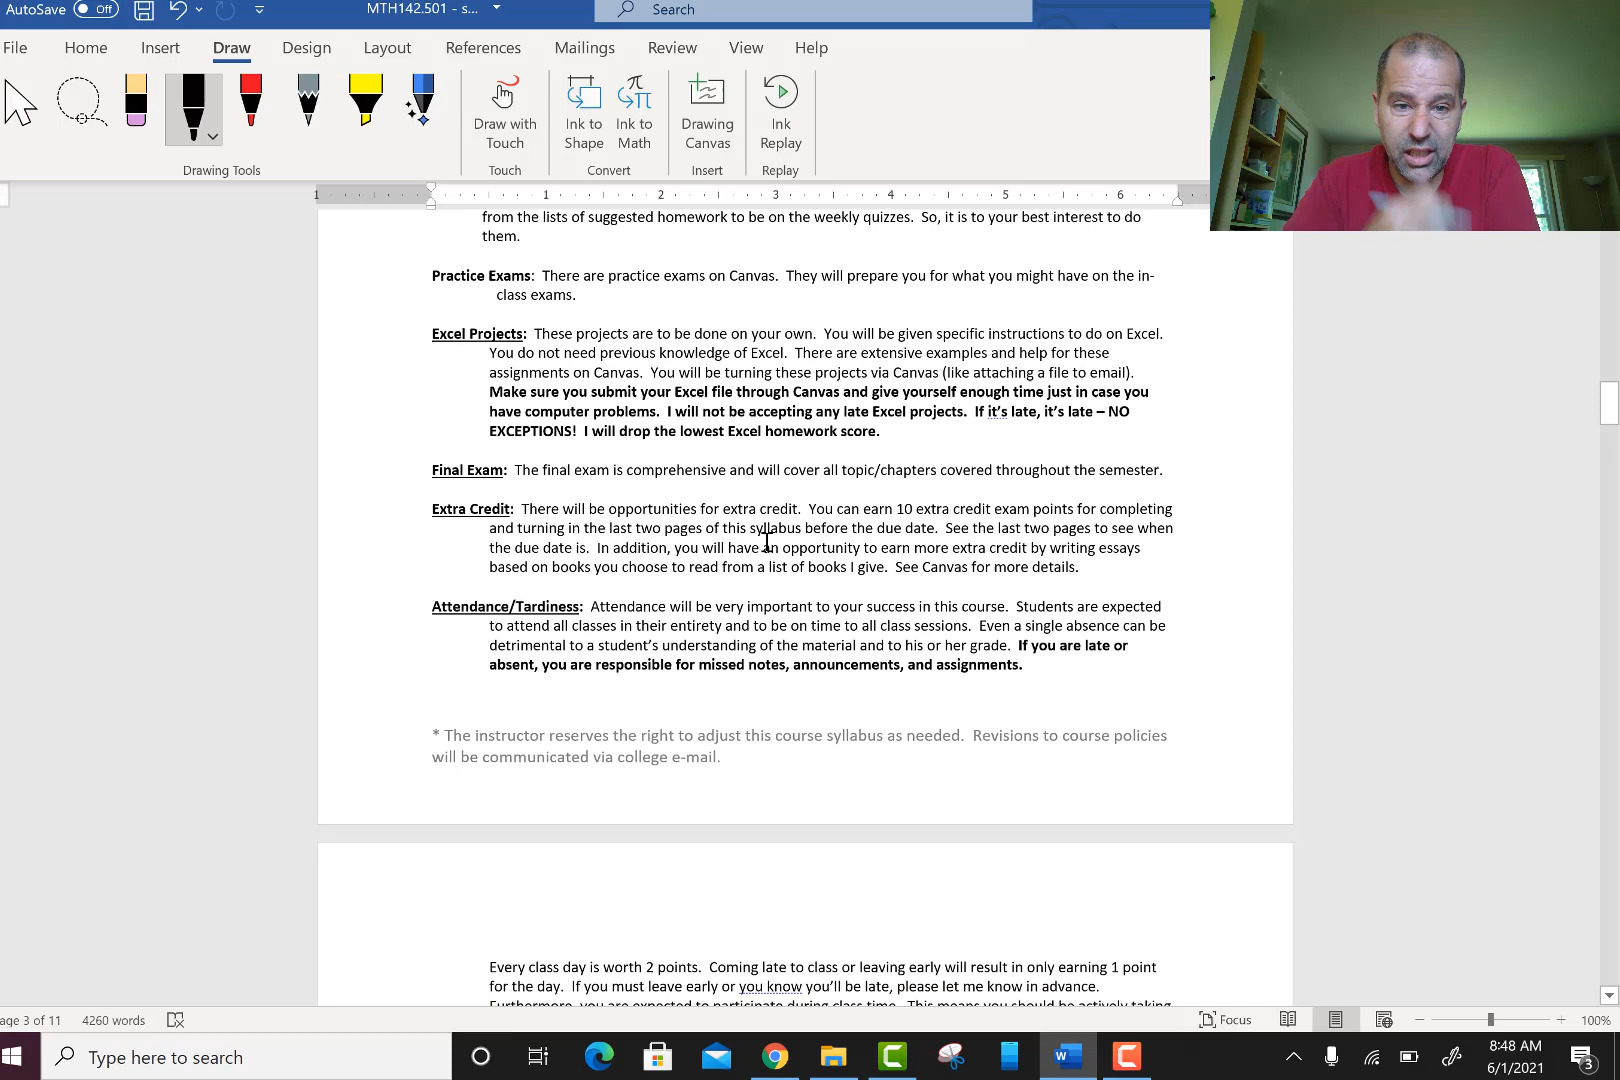 AutoSave Off MTH142.501 - s... Search
File Home Insert Draw Design Layout References Mailings Review View Help
Draw with Touch
Ink to Shape
Ink to Math
Drawing Canvas
Ink Replay
Drawing Tools Touch Convert Insert Replay
1 1 2 3 4 5 6
from the lists of suggested homework to be on the weekly quizzes.  So, it is to your best interest to do
them.
Practice Exams:  There are practice exams on Canvas.  They will prepare you for what you might have on the in-
class exams.
Excel Projects:  These projects are to be done on your own.  You will be given specific instructions to do on Excel.
You do not need previous knowledge of Excel.  There are extensive examples and help for these
assignments on Canvas.  You will be turning these projects via Canvas (like attaching a file to email).
Make sure you submit your Excel file through Canvas and give yourself enough time just in case you
have computer problems.  I will not be accepting any late Excel projects.  If it's late, it's late – NO
EXCEPTIONS!  I will drop the lowest Excel homework score.
Final Exam:  The final exam is comprehensive and will cover all topic/chapters covered throughout the semester.
Extra Credit:  There will be opportunities for extra credit.  You can earn 10 extra credit exam points for completing
and turning in the last two pages of this syllabus before the due date.  See the last two pages to see when
the due date is.  In addition, you will have an opportunity to earn more extra credit by writing essays
based on books you choose to read from a list of books I give.  See Canvas for more details.
Attendance/Tardiness:  Attendance will be very important to your success in this course.  Students are expected
to attend all classes in their entirety and to be on time to all class sessions.  Even a single absence can be
detrimental to a student's understanding of the material and to his or her grade.  If you are late or
absent, you are responsible for missed notes, announcements, and assignments.
* The instructor reserves the right to adjust this course syllabus as needed.  Revisions to course policies
will be communicated via college e-mail.
Every class day is worth 2 points.  Coming late to class or leaving early will result in only earning 1 point
for the day.  If you must leave early or you know you'll be late, please let me know in advance.
Furthermore, you are expected to participate during class time.  This means you should be actively taking
age 3 of 11 4260 words Focus 100%
Type here to search 8:48 AM
6/1/2021 3